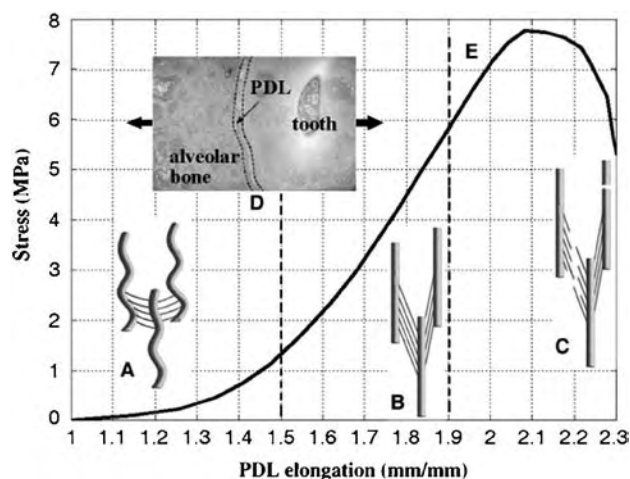 Stress (MPa)
8
7
6
5
4
3
2
1
0
PDL
tooth
alveolar
bone
A
B
C
D
E
1
1.1
1.2
1.3
1.4
1.5
1.6
1.7
1.8
1.9
2
2.1
2.2
2.3
PDL elongation (mm/mm)